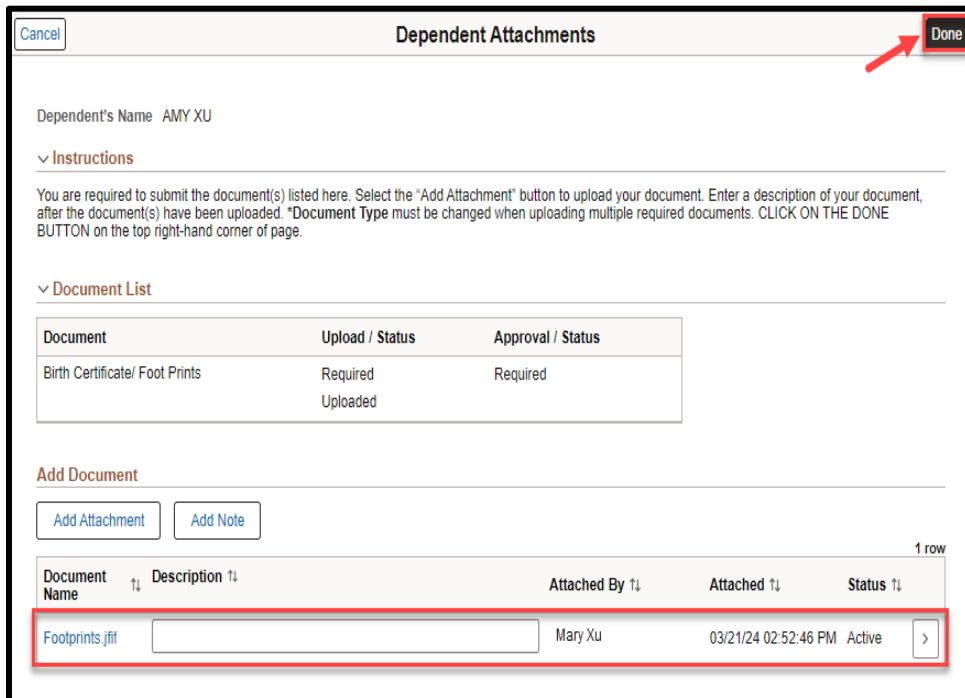 Cancel
Dependent Attachments
Done
Dependent's Name AMY XU
Instructions
You are required to submit the document(s) listed here. Select the “Add Attachment” button to upload your document. Enter a description of your document,
after the document(s) have been uploaded. *Document Type must be changed when uploading multiple required documents. CLICK ON THE DONE
BUTTON on the top right-hand corner of page.
Document List
Document Upload / Status Approval / Status
Birth Certificate/ Foot Prints Required Required
Uploaded
Add Document
Add Attachment Add Note
1 row
Document Name Description Attached By Attached Status
Footprints.jfif Mary Xu 03/21/24 02:52:46 PM Active